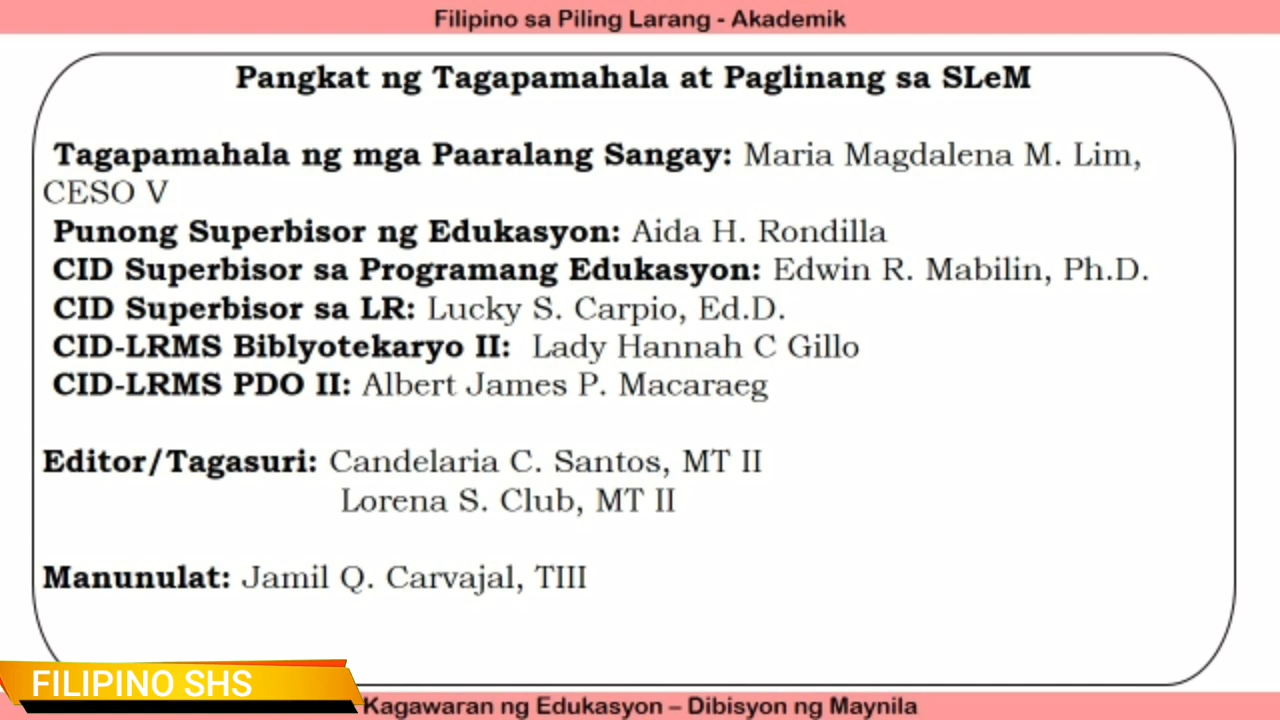 Filipino sa Piling Larang - Akademik
Pangkat ng Tagapamahala at Paglinang sa SLeM
Tagapamahala ng mga Paaralang Sangay: Maria Magdalena M. Lim,
CESO V
Punong Superbisor ng Edukasyon: Aida H. Rondilla
CID Superbisor sa Programang Edukasyon: Edwin R. Mabilin, Ph.D.
CID Superbisor sa LR: Lucky S. Carpio, Ed.D.
CID-LRMS Biblyotekaryo II: Lady Hannah C Gillo
CID-LRMS PDO II: Albert James P. Macaraeg
Editor/Tagasuri: Candelaria C. Santos, MT II
Lorena S. Club, MT II
Manunulat: Jamil Q. Carvajal, TIII
FILIPINO SHS
Kagawaran ng Edukasyon – Dibisyon ng Maynila